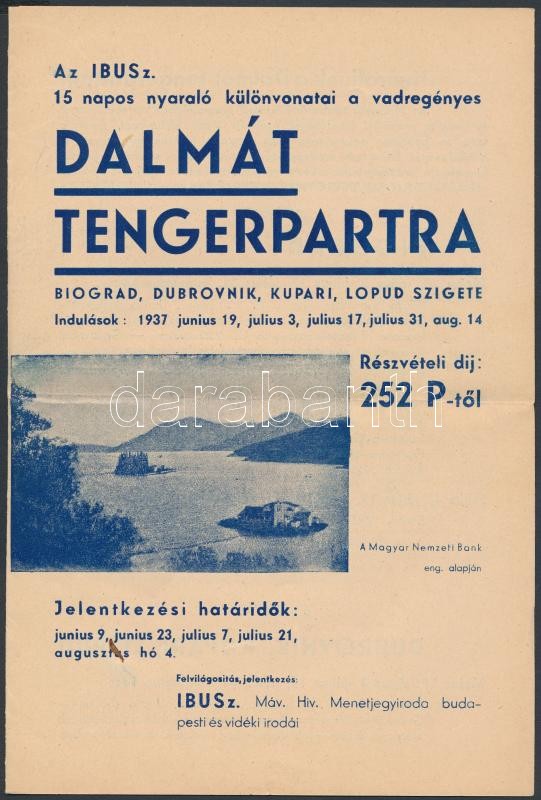 Az IBUSz.
15 napos nyaraló különvonatai a vadregényes
DALMÁT
TENGERPARTRA
BIOGRAD, DUBROVNIK, KUPARI, LOPUD SZIGETE
Indulások: 1937 junius 19, julius 3, julius 17, julius 31, aug. 14
Részvételi dij:
252 P-től
darabanth
A Magyar Nemzeti Bank
eng. alapján
Jelentkezési határidők:
junius 9, junius 23, julius 7, julius 21,
augusztus hó 4.
Felvilágositás, jelentkezés:
IBUSz. Máv. Hiv. Menetjegyiroda buda-
pesti és vidéki irodái